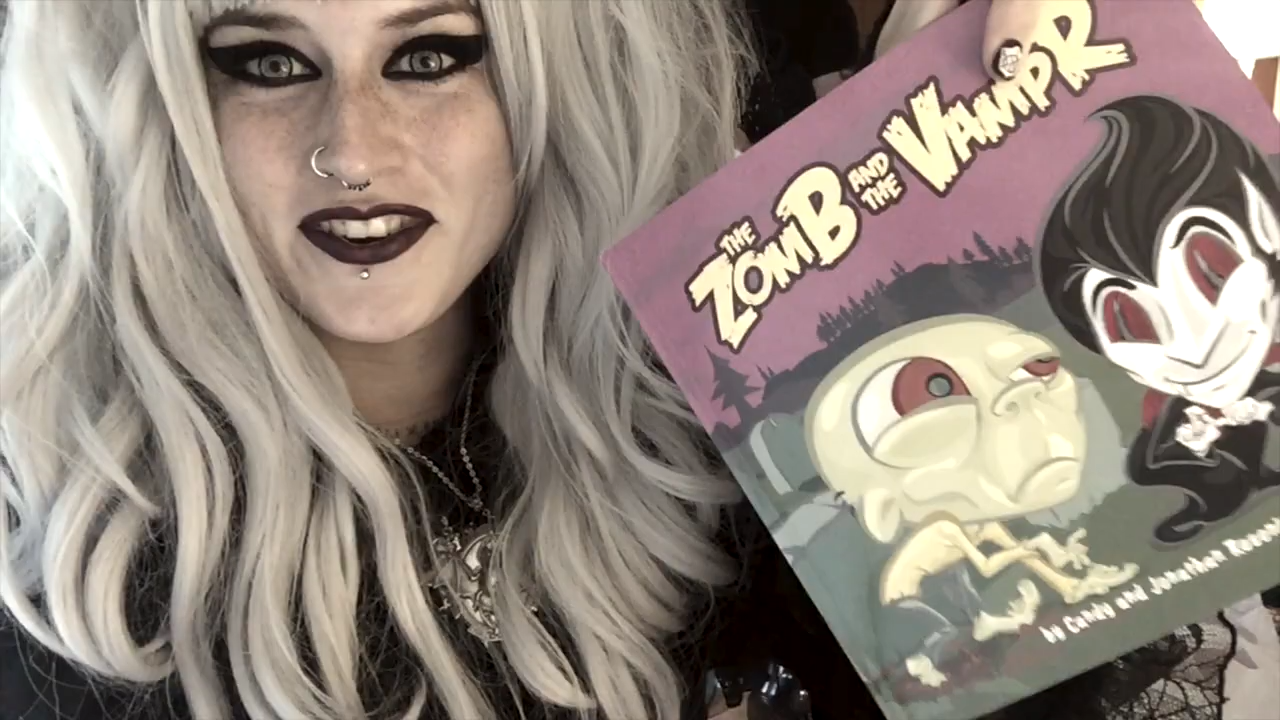 THE
ZOMB
AND
THE
VAMPR
by Candy and Jonathan